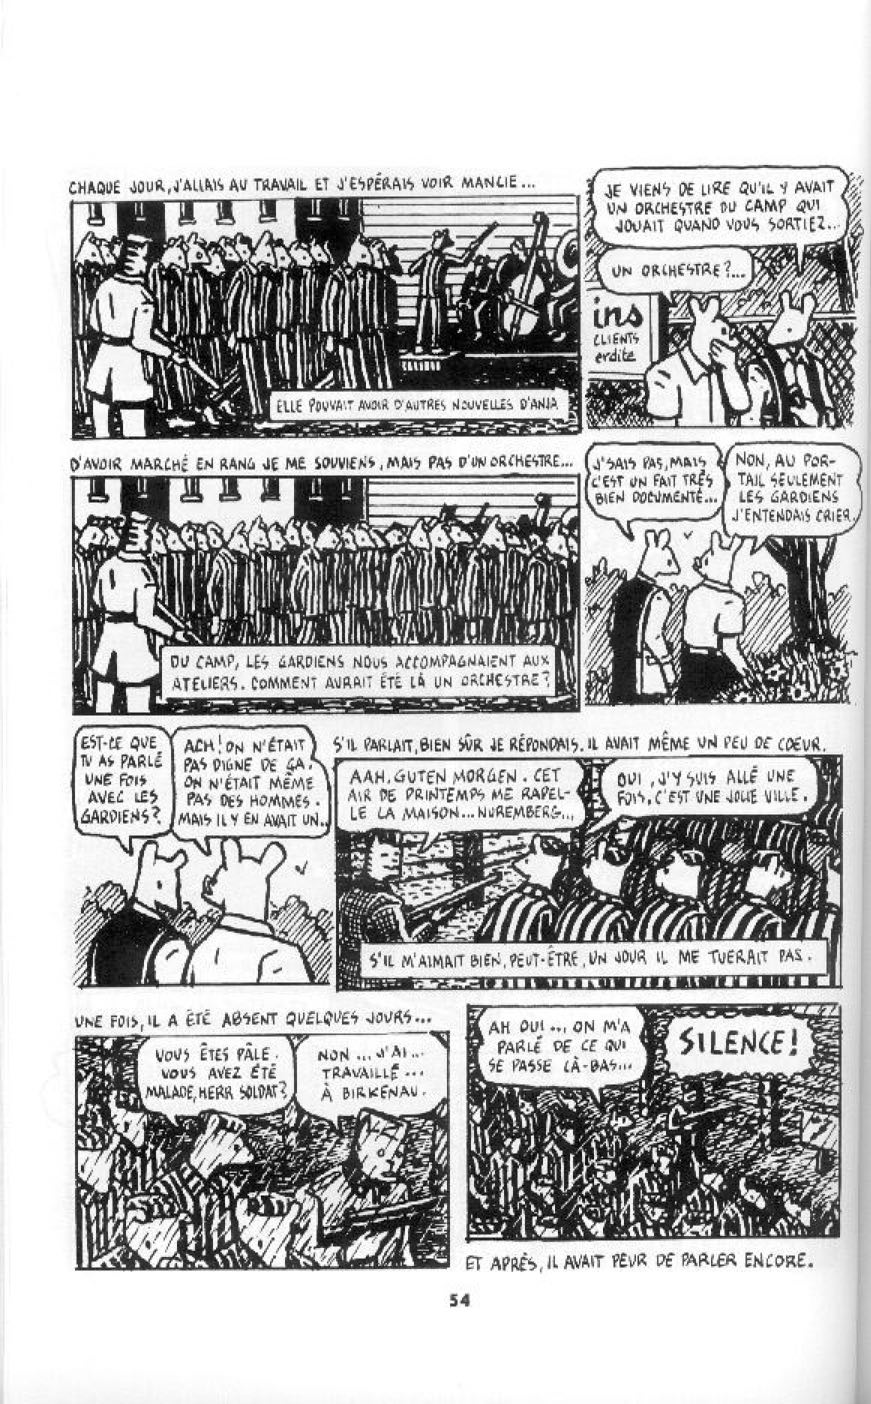 CHAQUE JOUR, J'ALLAIS AU TRAVAIL ET J'ESPÉRAIS VOIR MANCIE...
ELLE POUVAIT AVOIR D'AUTRES NOUVELLES D'ANJA
JE VIENS DE LIRE QU'IL Y AVAIT
UN ORCHESTRE DU CAMP QUI
JOUAIT QUAND VOUS SORTIEZ...
UN ORCHESTRE?...
ins
CLIENTS
erdite
D'AVOIR MARCHÉ EN RANG JE ME SOUVIENS, MAIS PAS D'UN ORCHESTRE...
DU CAMP, LES GARDIENS NOUS ACCOMPAGNAIENT AUX
ATELIERS. COMMENT AURAIT ÉTÉ LÀ UN ORCHESTRE?
J'SAIS PAS, MAIS
C'EST UN FAIT TRÈS
BIEN DOCUMENTÉ...
NON, AU POR-
TAIL SEULEMENT
LES GARDIENS
J'ENTENDAIS CRIER.
EST-CE QUE
TU AS PARLÉ
UNE FOIS
AVEC LES
GARDIENS?
ACH! ON N'ÉTAIT
PAS DIGNE DE ÇA.
ON N'ÉTAIT MÊME
PAS DES HOMMES.
MAIS IL Y EN AVAIT UN..
S'IL PARLAIT, BIEN SÛR JE RÉPONDAIS. IL AVAIT MÊME UN PEU DE COEUR.
AAH, GUTEN MORGEN. CET
AIR DE PRINTEMPS ME RAPEL-
LE LA MAISON... NUREMBERG...
OUI, J'Y SUIS ALLÉ UNE
FOIS, C'EST UNE JOLIE VILLE.
S'IL M'AIMAIT BIEN, PEUT-ÊTRE, UN JOUR IL ME TUERAIT PAS.
UNE FOIS, IL A ÉTÉ ABSENT QUELQUES JOURS...
VOUS ÊTES PÂLE.
VOUS AVEZ ÉTÉ
MALADE, HERR SOLDAT?
NON... J'AI...
TRAVAILLÉ...
À BIRKENAU.
AH OUI... ON M'A
PARLÉ DE CE QUI
SE PASSE LÀ-BAS...
SILENCE!
ET APRÈS, IL AVAIT PEUR DE PARLER ENCORE.
54